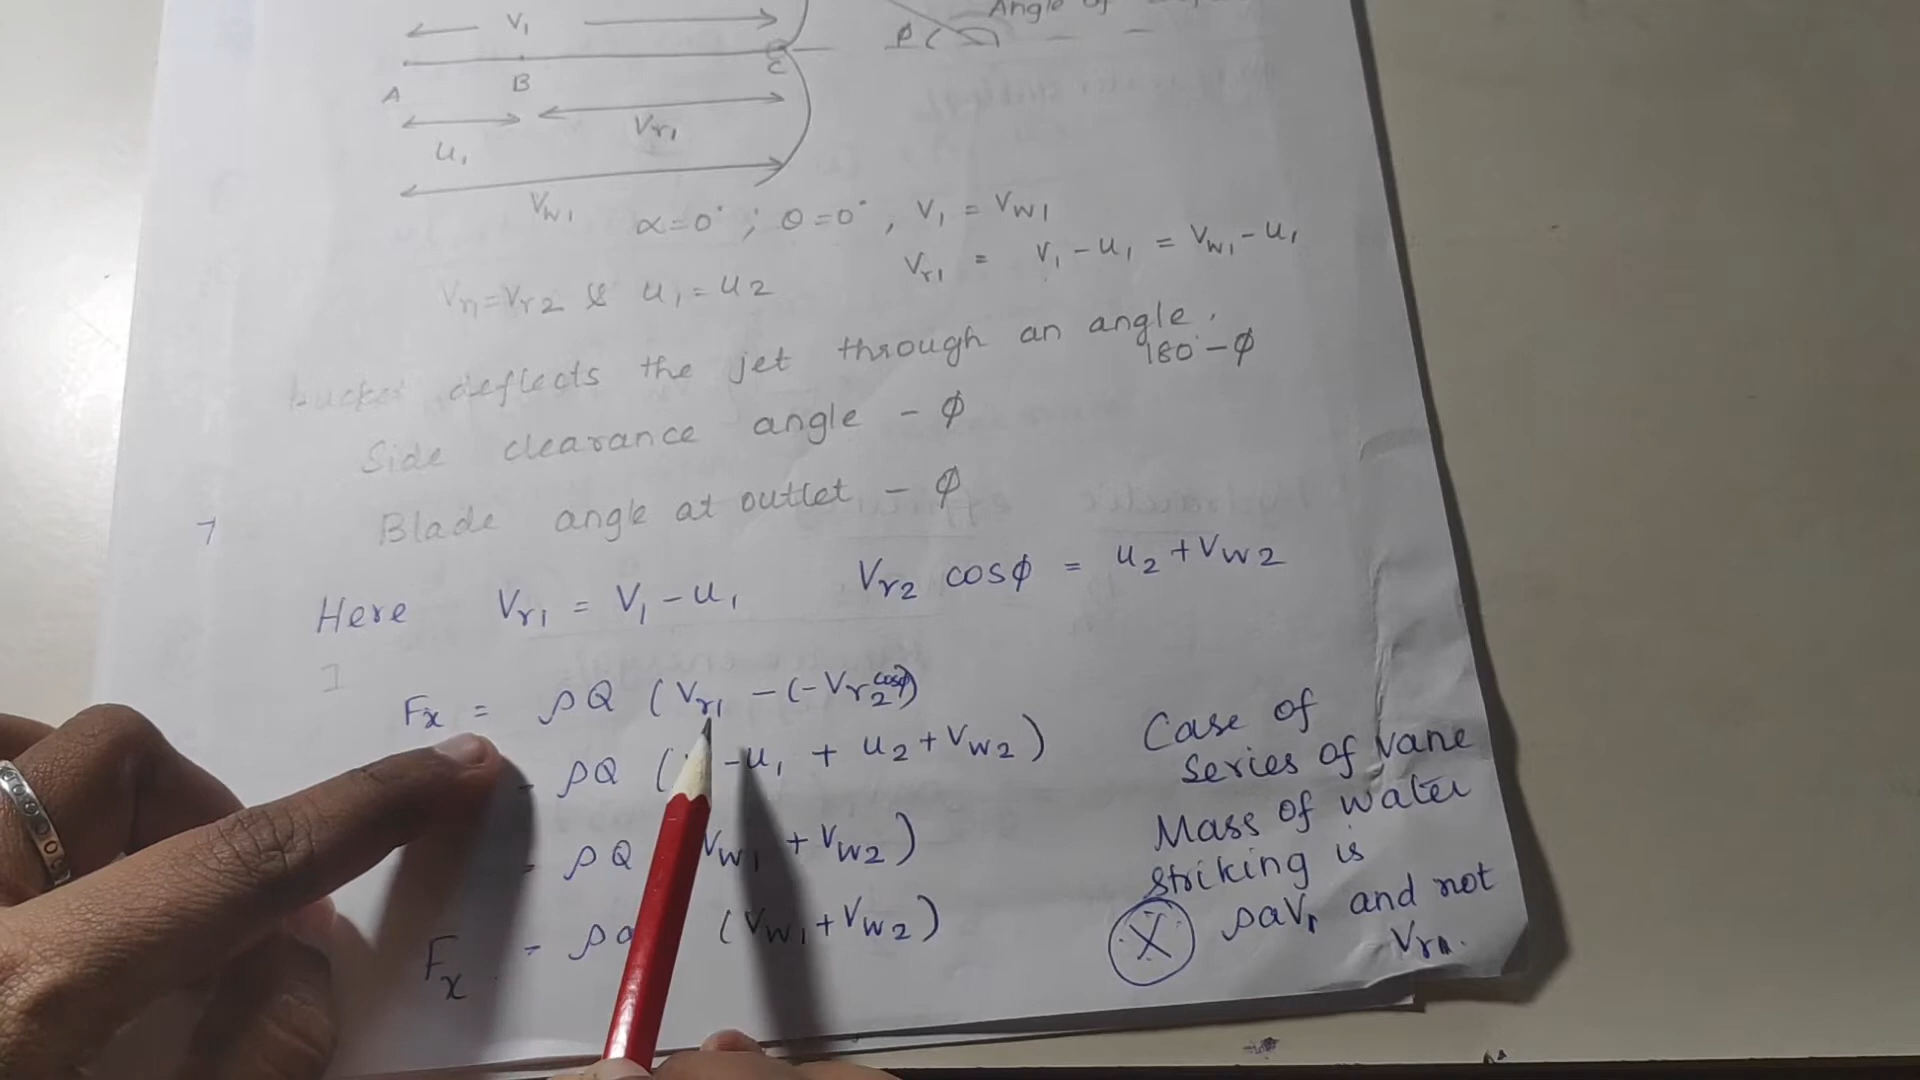 Angle of
V1
ϕ
A B C
Vr1
u1
Vw1
α=0° ; θ=0° , V1 = Vw1
Vr1 = V1 - u1 = Vw1 - u1
Vr1=Vr2 & u1 = u2
bucket deflects the jet through an angle.
180 - ϕ
Side clearance angle - ϕ
Blade angle at outlet - ϕ
Here Vr1 = V1 - u1 Vr2 cosϕ = u2 + Vw2
Fx = ρQ (Vr1 - (-Vr2 cosϕ)
= ρQ ( -u1 + u2 + Vw2)
= ρQ Vw1 + Vw2)
Fx = ρa (Vw1 + Vw2)
Case of
Series of Vane
Mass of water
striking is
X ρaV1 and not
Vr1.